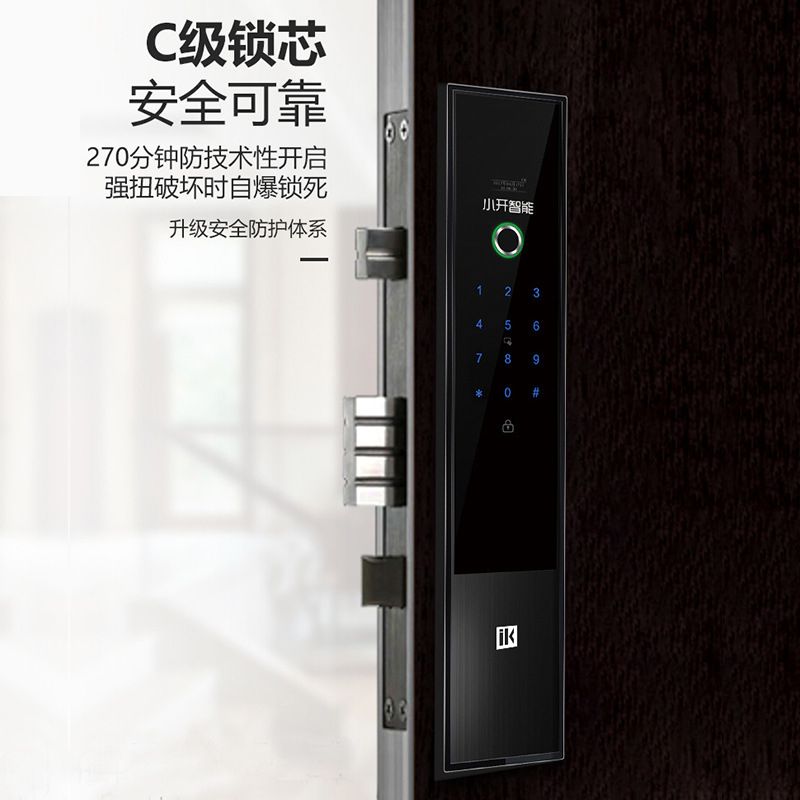 C级锁芯
安全可靠
270分钟防技术性开启
强扭破坏时自爆锁死
升级安全防护体系
小开智能
1 2 3
4 5 6
7 8 9
* 0 #
iK